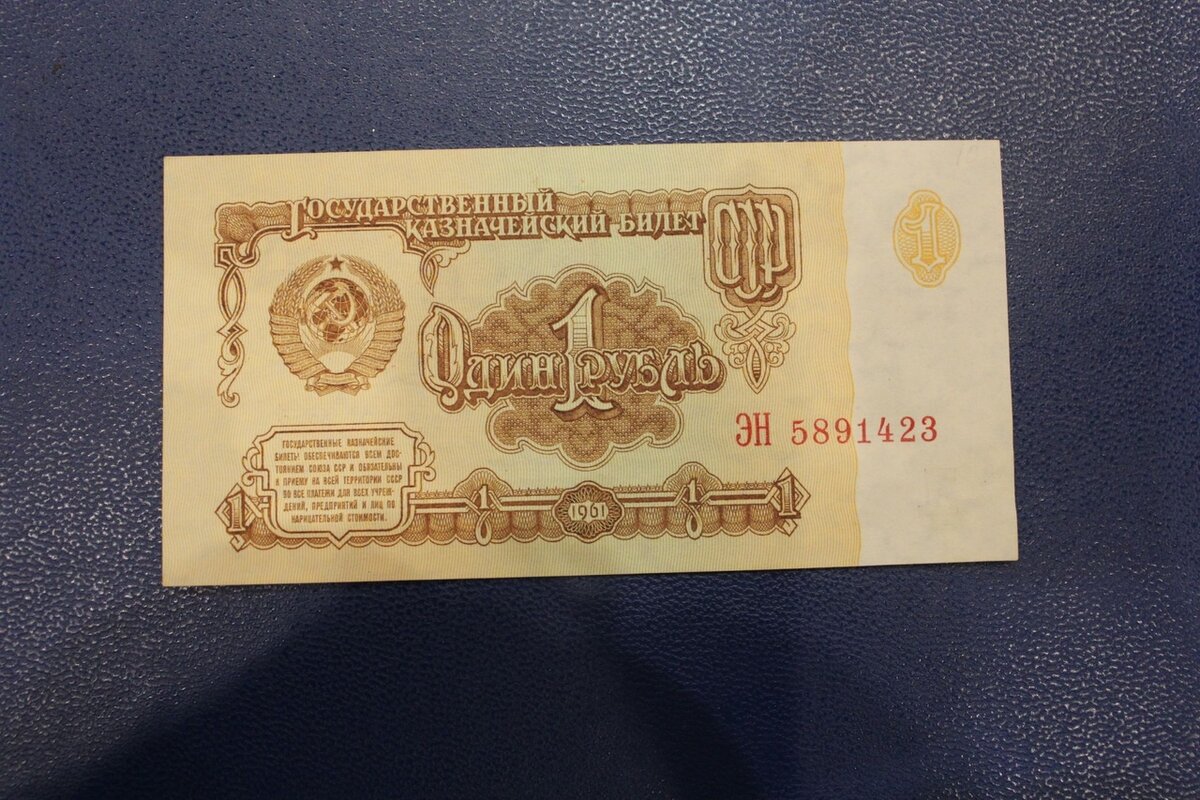 ГОСУДАРСТВЕННЫЙ
КАЗНАЧЕЙСКИЙ БИЛЕТ
СССР
1
1
ОДИН РУБЛЬ
ЭН 5891423
ГОСУДАРСТВЕННЫЕ КАЗНАЧЕЙСКИЕ
БИЛЕТЫ ОБЕСПЕЧИВАЮТСЯ ВСЕМ ДОС-
ТОЯНИЕМ СОЮЗА ССР И ОБЯЗАТЕЛЬНЫ
К ПРИЕМУ НА ВСЕЙ ТЕРРИТОРИИ СССР
ВО ВСЕ ПЛАТЕЖИ ДЛЯ ВСЕХ УЧРЕЖ-
ДЕНИЙ, ПРЕДПРИЯТИЙ И ЛИЦ ПО
НАРИЦАТЕЛЬНОЙ СТОИМОСТИ.
1 1 1961 1 1